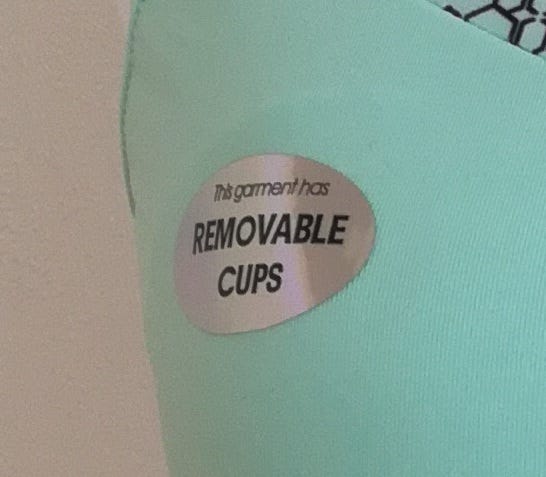 This garment has
REMOVABLE
CUPS